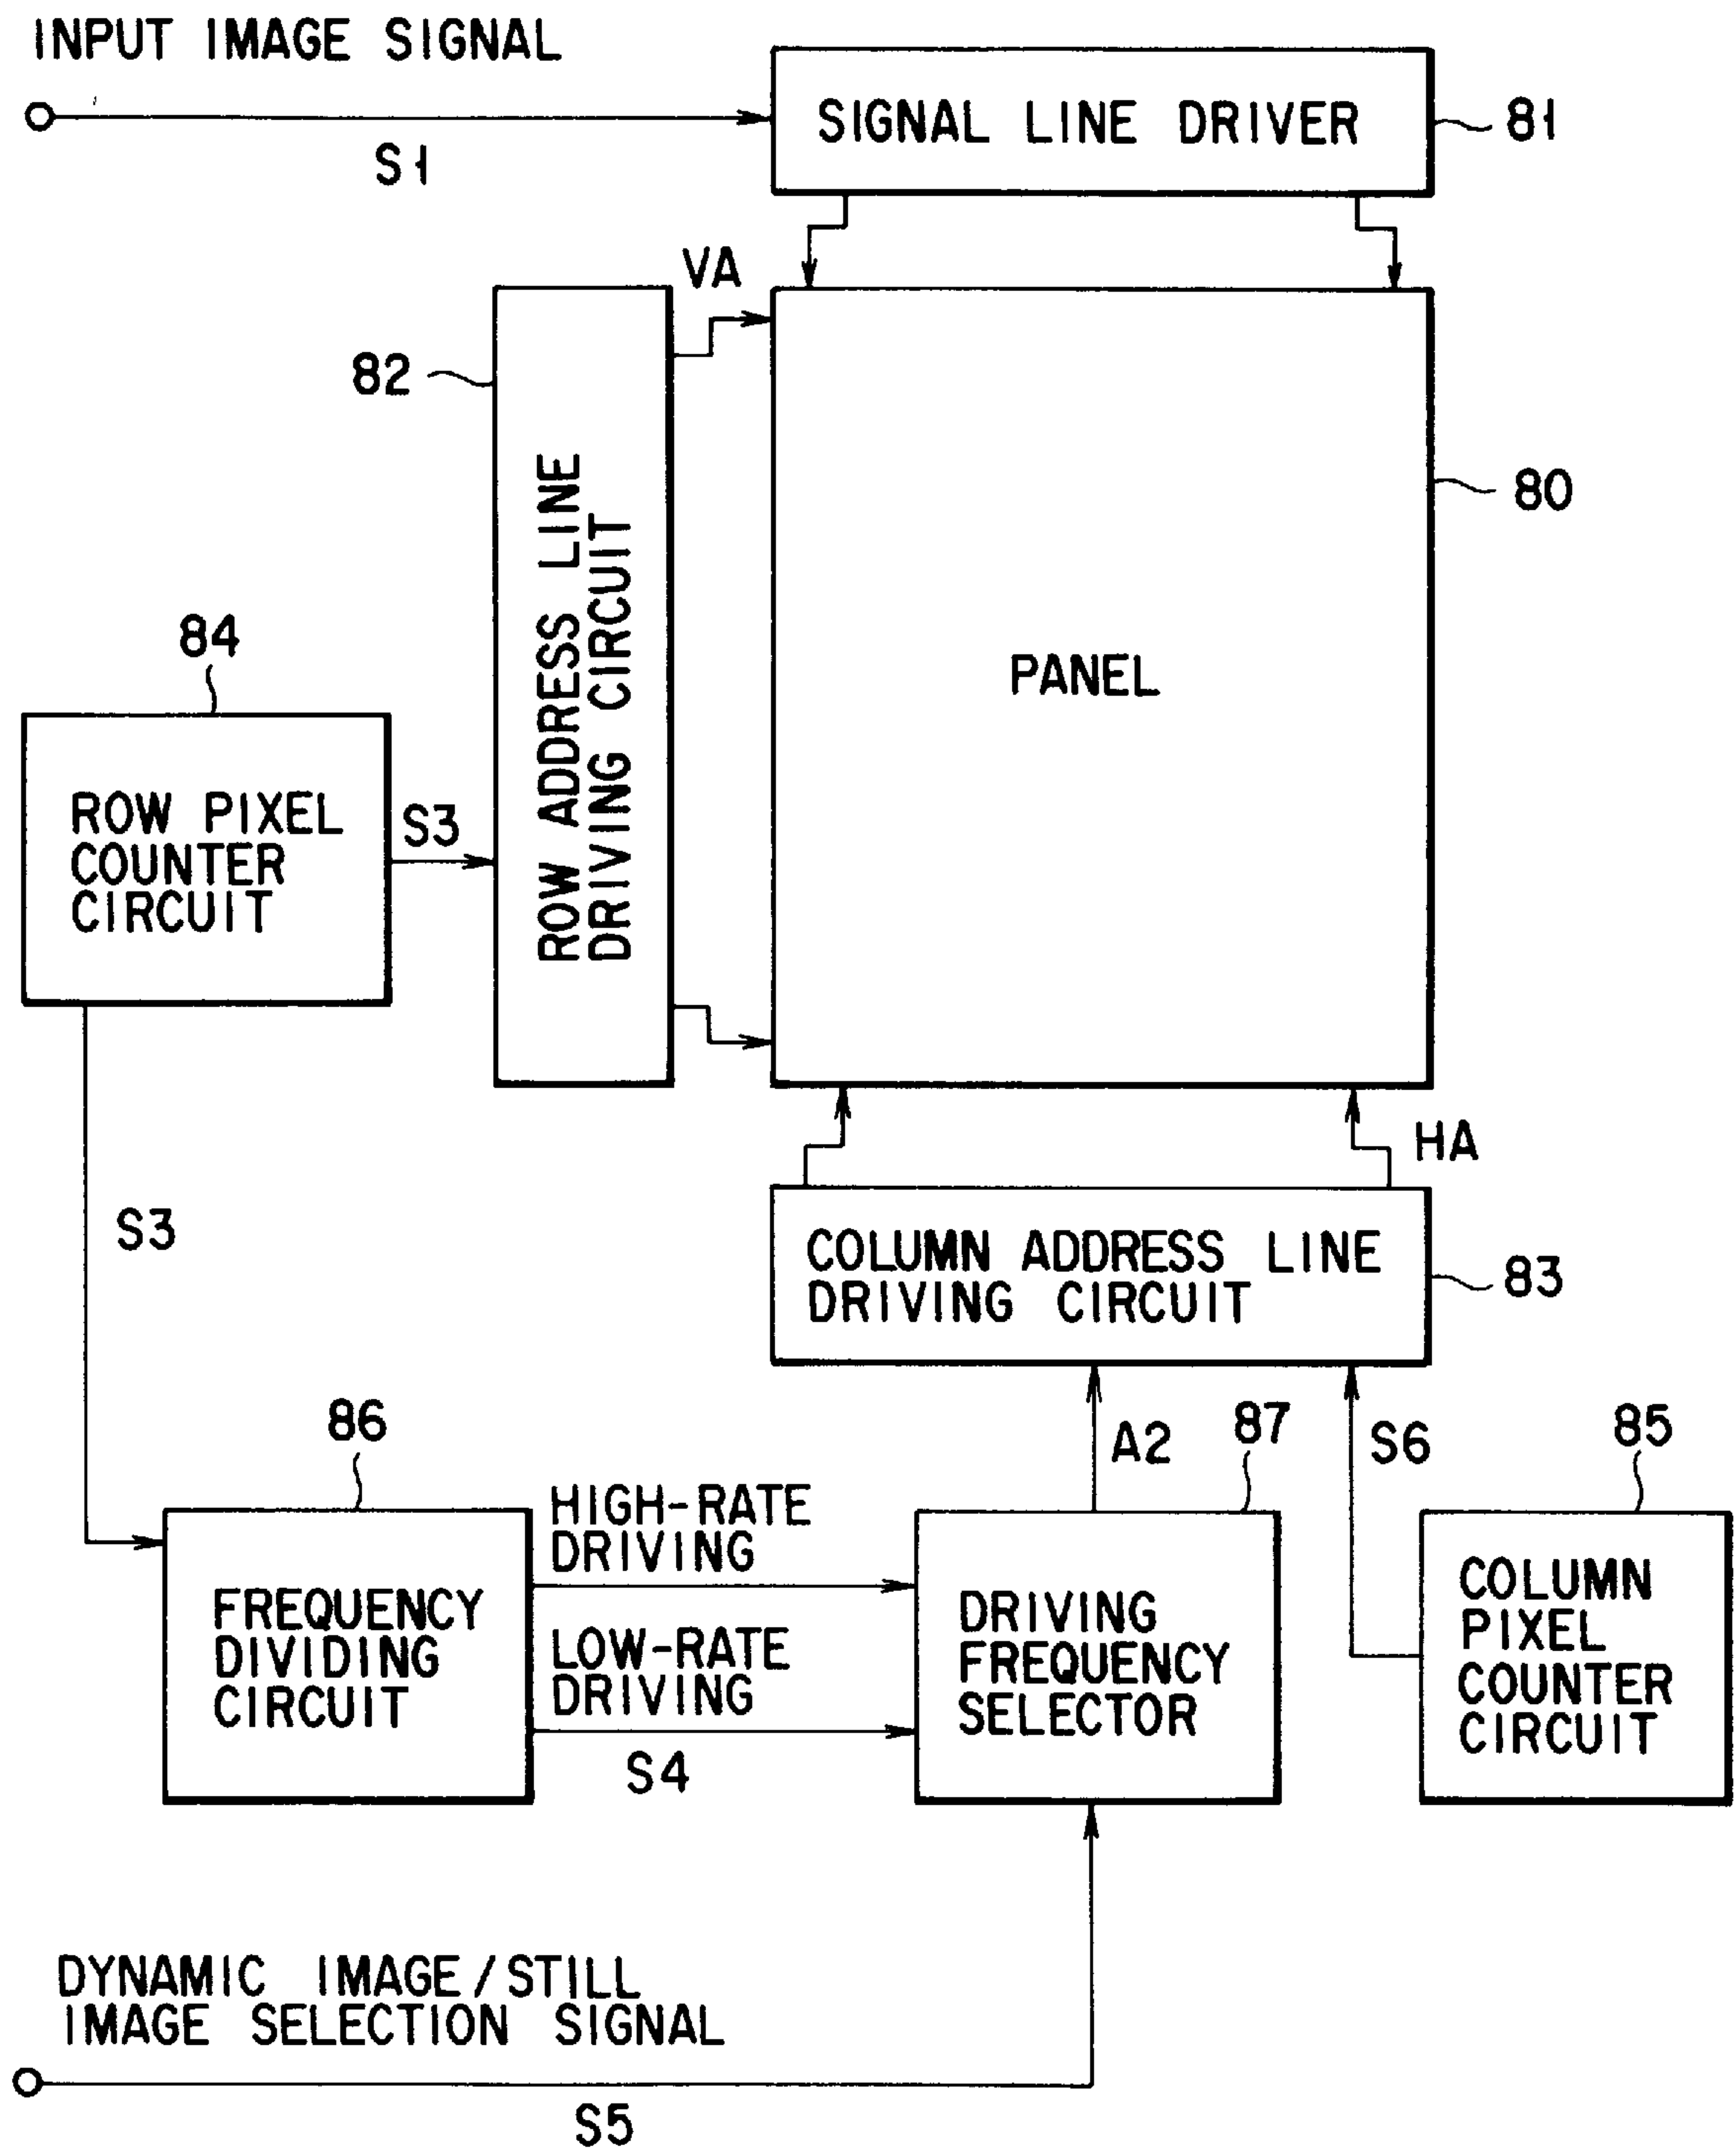 INPUT IMAGE SIGNAL
S1
SIGNAL LINE DRIVER
81
VA
82
ROW ADDRESS LINE
DRIVING CIRCUIT
80
PANEL
84
ROW PIXEL
COUNTER
CIRCUIT
S3
S3
HA
COLUMN ADDRESS LINE
DRIVING CIRCUIT
83
86
FREQUENCY
DIVIDING
CIRCUIT
HIGH-RATE
DRIVING
LOW-RATE
DRIVING
S4
A2
87
DRIVING
FREQUENCY
SELECTOR
S6
85
COLUMN
PIXEL
COUNTER
CIRCUIT
DYNAMIC IMAGE/STILL
IMAGE SELECTION SIGNAL
S5